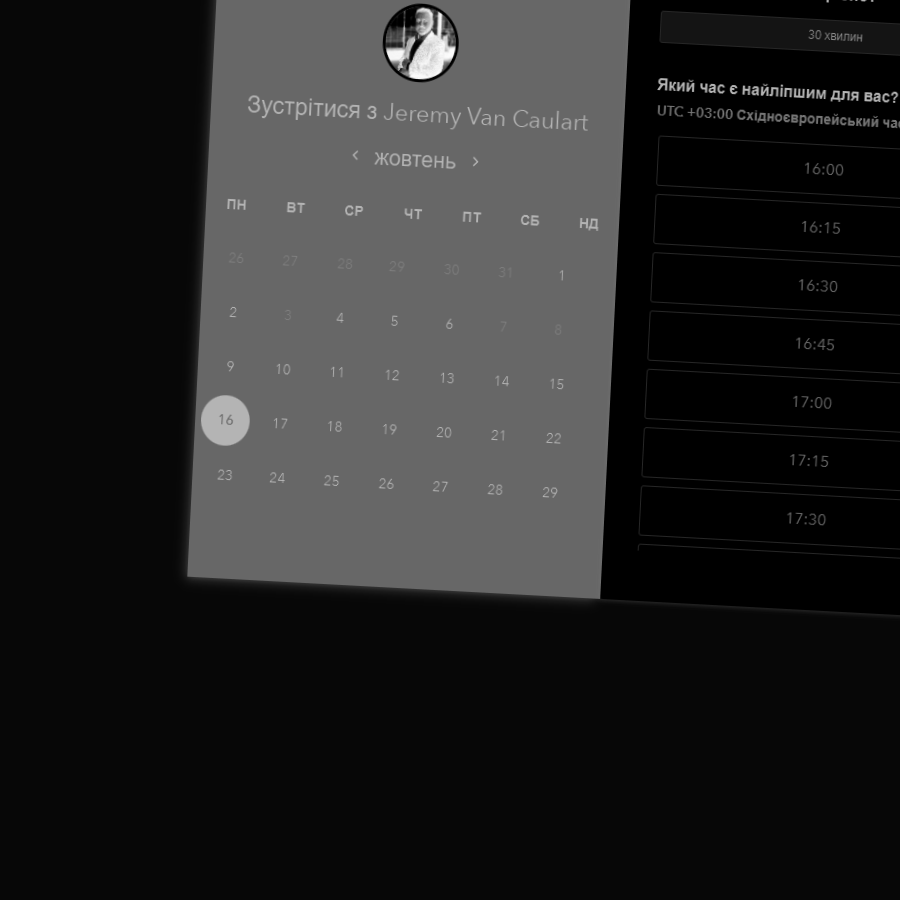 Зустрітися з Jeremy Van Caulart
жовтень
ПН ВТ СР ЧТ ПТ СБ НД
26 27 28 29 30 31 1
2 3 4 5 6 7 8
9 10 11 12 13 14 15
16 17 18 19 20 21 22
23 24 25 26 27 28 29
30 хвилин
Який час є найліпшим для вас?
UTC +03:00 Східноєвропейський
16:00
16:15
16:30
16:45
17:00
17:15
17:30